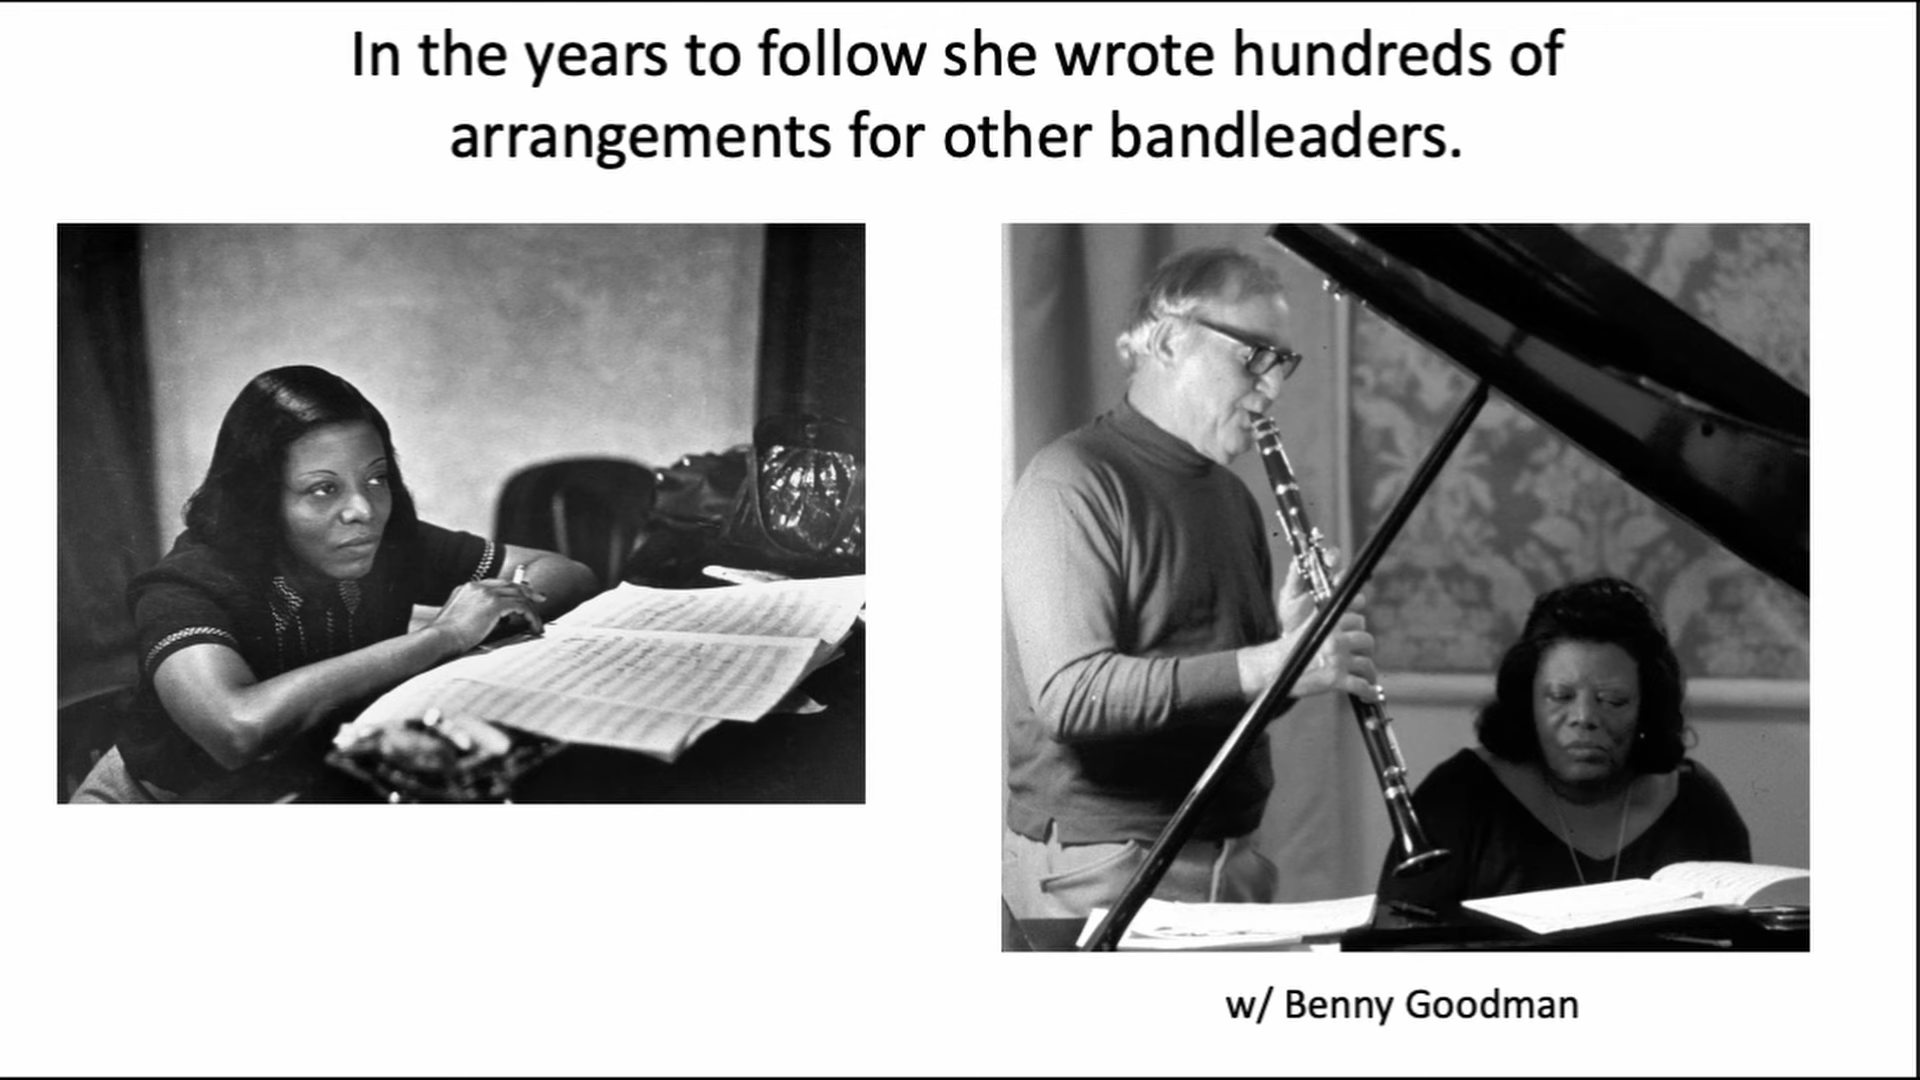 In the years to follow she wrote hundreds of
arrangements for other bandleaders.
w/ Benny Goodman